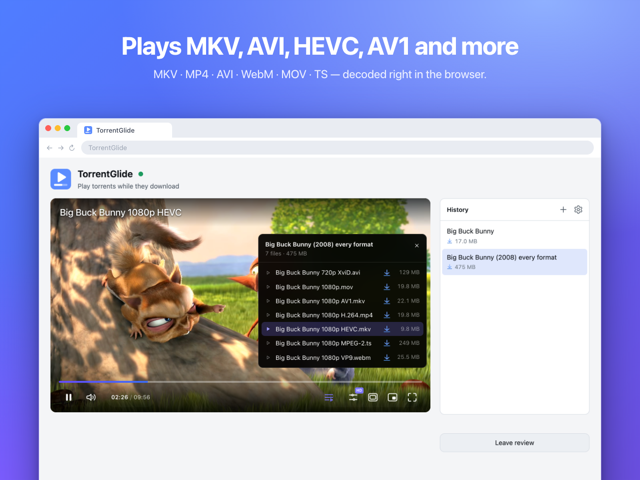 Plays MKV, AVI, HEVC, AV1 and more
MKV · MP4 · AVI · WebM · MOV · TS — decoded right in the browser.
TorrentGlide
TorrentGlide
TorrentGlide
Play torrents while they download
Big Buck Bunny 1080p HEVC
Big Buck Bunny (2008) every format
7 files · 475 MB
Big Buck Bunny 720p XviD.avi 129 MB
Big Buck Bunny 1080p.mov 19.8 MB
Big Buck Bunny 1080p AV1.mkv 22.1 MB
Big Buck Bunny 1080p H.264.mp4 19.8 MB
Big Buck Bunny 1080p HEVC.mkv 9.8 MB
Big Buck Bunny 1080p MPEG-2.ts 249 MB
Big Buck Bunny 1080p VP9.webm 25.5 MB
02:26 / 09:56
History
Big Buck Bunny
17.0 MB
Big Buck Bunny (2008) every format
475 MB
Leave review